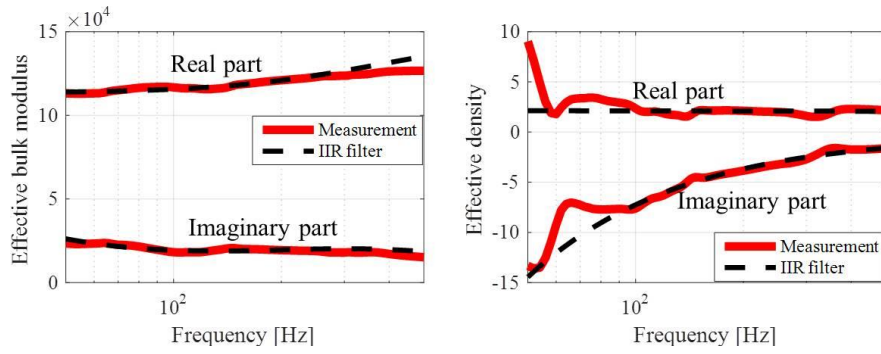 ×10⁴
15
10
5
0
Effective bulk modulus
Real part
Measurement
IIR filter
Imaginary part
10²
Frequency [Hz]
10
5
0
-5
-10
-15
Effective density
Real part
Imaginary part
Measurement
IIR filter
10²
Frequency [Hz]